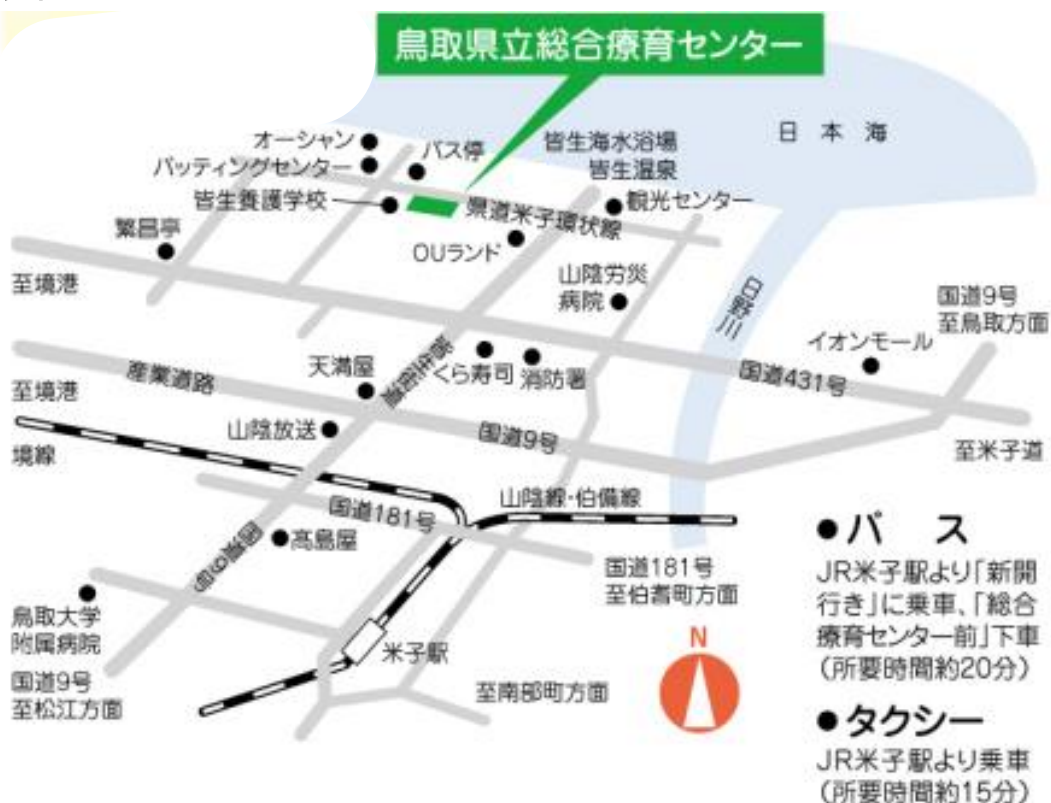 鳥取県立総合療育センター
日本海
オーシャン
バッティングセンター
バス停
皆生海水浴場
皆生温泉
皆生養護学校
県道米子環状線
観光センター
繁昌亭
OUランド
山陰労災
病院
至境港
日野川
国道9号
至鳥取方面
イオンモール
天満屋
皆生街道
くら寿司
消防署
国道431号
産業道路
至境港
山陰放送
国道9号
至米子道
境線
山陰線・伯備線
国道181号
髙島屋
国道9号
国道181号
至伯耆町方面
鳥取大学
附属病院
米子駅
国道9号
至松江方面
至南部町方面
N
●バス
JR米子駅より「新開
行き」に乗車、「総合
療育センター前」下車
(所要時間約20分)
●タクシー
JR米子駅より乗車
(所要時間約15分)